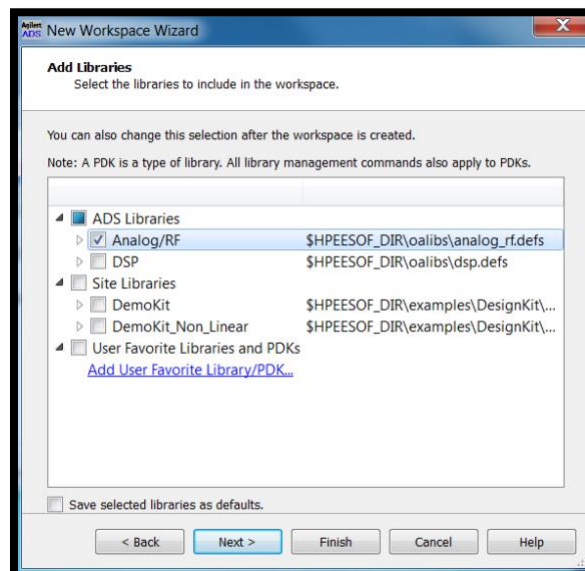 Agilent
ADS New Workspace Wizard
Add Libraries
Select the libraries to include in the workspace.
You can also change this selection after the workspace is created.
Note: A PDK is a type of library. All library management commands also apply to PDKs.
ADS Libraries
Analog/RF $HPEESOF_DIR\oalibs\analog_rf.defs
DSP $HPEESOF_DIR\oalibs\dsp.defs
Site Libraries
DemoKit $HPEESOF_DIR\examples\DesignKit\...
DemoKit_Non_Linear $HPEESOF_DIR\examples\DesignKit\...
User Favorite Libraries and PDKs
Add User Favorite Library/PDK...
Save selected libraries as defaults.
< Back Next > Finish Cancel Help